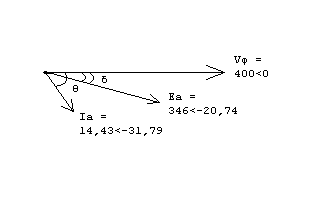 Vφ =
400<0
δ
θ
Ea =
346<-20,74
Ia =
14,43<-31,79